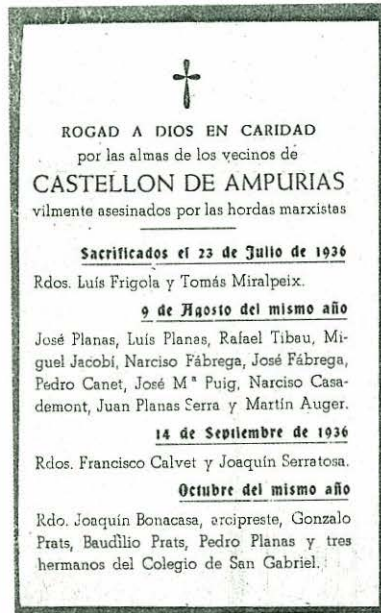 ROGAD A DIOS EN CARIDAD
por las almas de los vecinos de
CASTELLON DE AMPURIAS
vilmente asesinados por las hordas marxistas
Sacrificados el 23 de Julio de 1936
Rdos. Luís Frigola y Tomás Miralpeix.
9 de Agosto del mismo año
José Planas, Luís Planas, Rafael Tibau, Mi-
guel Jacobí, Narciso Fábrega, José Fábrega,
Pedro Canet, José Mª Puig, Narciso Casa-
demont, Juan Planas Serra y Martín Auger.
14 de Septiembre de 1936
Rdos. Francisco Calvet y Joaquín Serratosa.
Octubre del mismo año
Rdo. Joaquín Bonacasa, arcipreste, Gonzalo
Prats, Baudilio Prats, Pedro Planas y tres
hermanos del Colegio de San Gabriel.